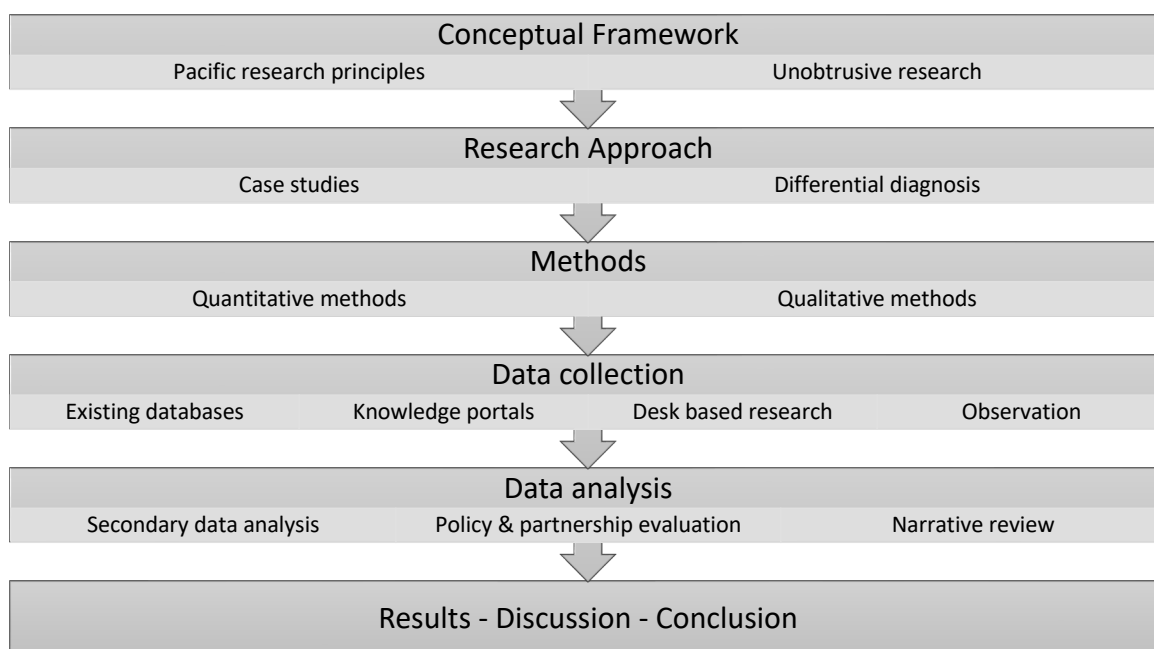 Conceptual Framework
Pacific research principles Unobtrusive research
Research Approach
Case studies Differential diagnosis
Methods
Quantitative methods Qualitative methods
Data collection
Existing databases Knowledge portals Desk based research Observation
Data analysis
Secondary data analysis Policy & partnership evaluation Narrative review
Results - Discussion - Conclusion